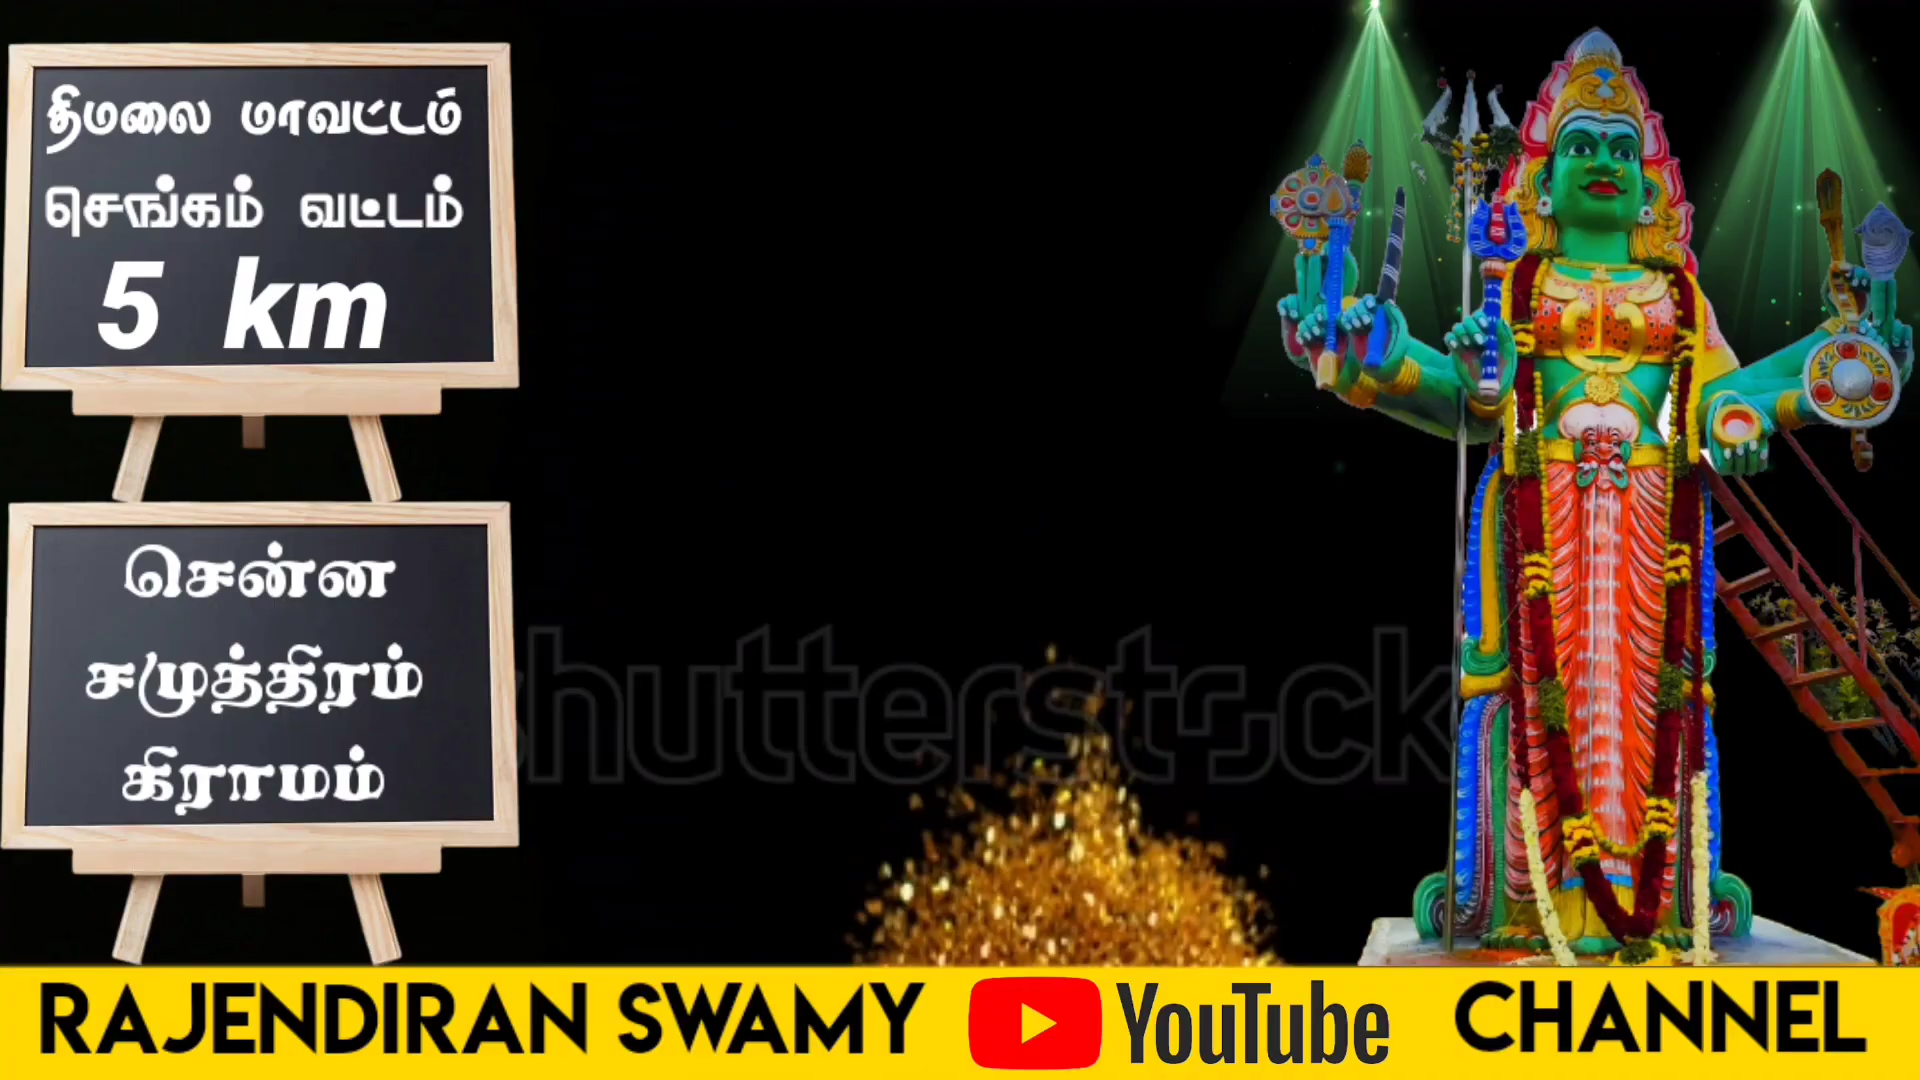 திமலை மாவட்டம்
செங்கம் வட்டம்
5 km
சென்ன
சமுத்திரம்
கிராமம்
shutterstock
RAJENDIRAN SWAMY YouTube CHANNEL